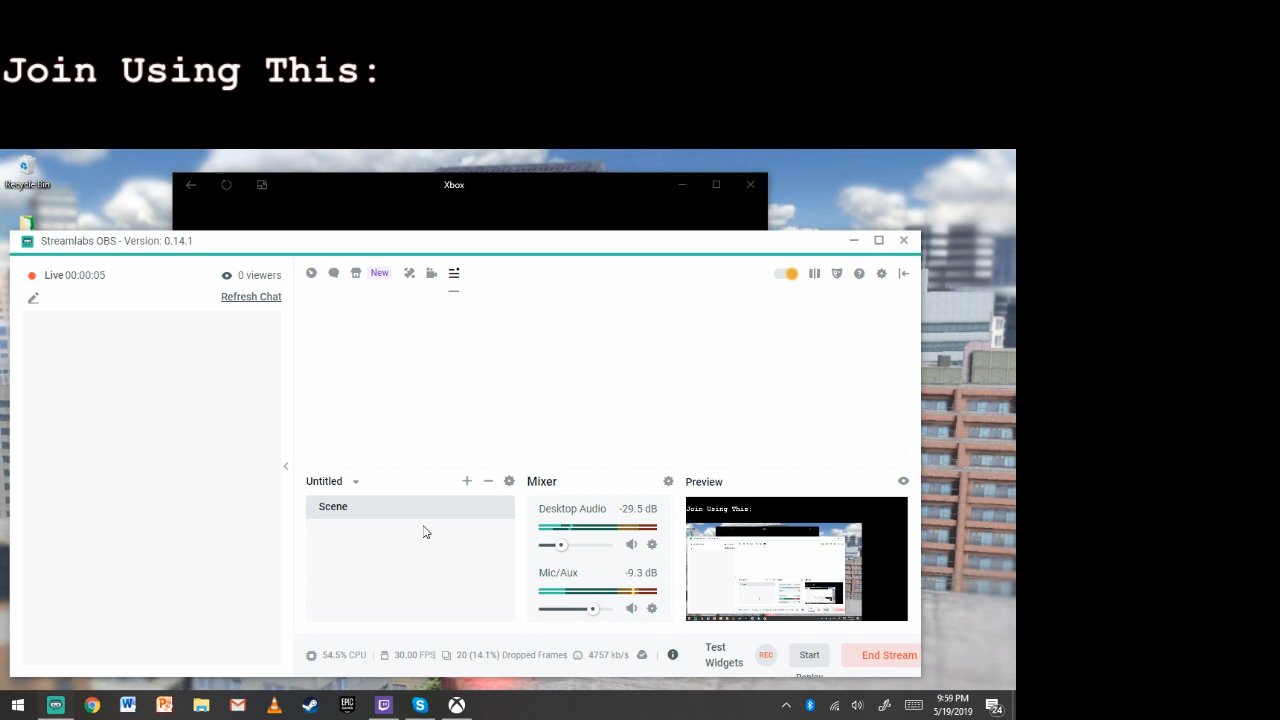 Join Using This:
Recycle Bin
Xbox
Streamlabs OBS - Version: 0.14.1
Live 00:00:05
0 viewers
New
Refresh Chat
Untitled
Mixer
Preview
Scene
Desktop Audio
-29.5 dB
Join Using This:
Mic/Aux
-9.3 dB
54.5% CPU
30.00 FPS
20 (14.1%) Dropped Frames
4757 kb/s
Test
Widgets
REC
Start
Replay
End Stream
9:59 PM
5/19/2019
24